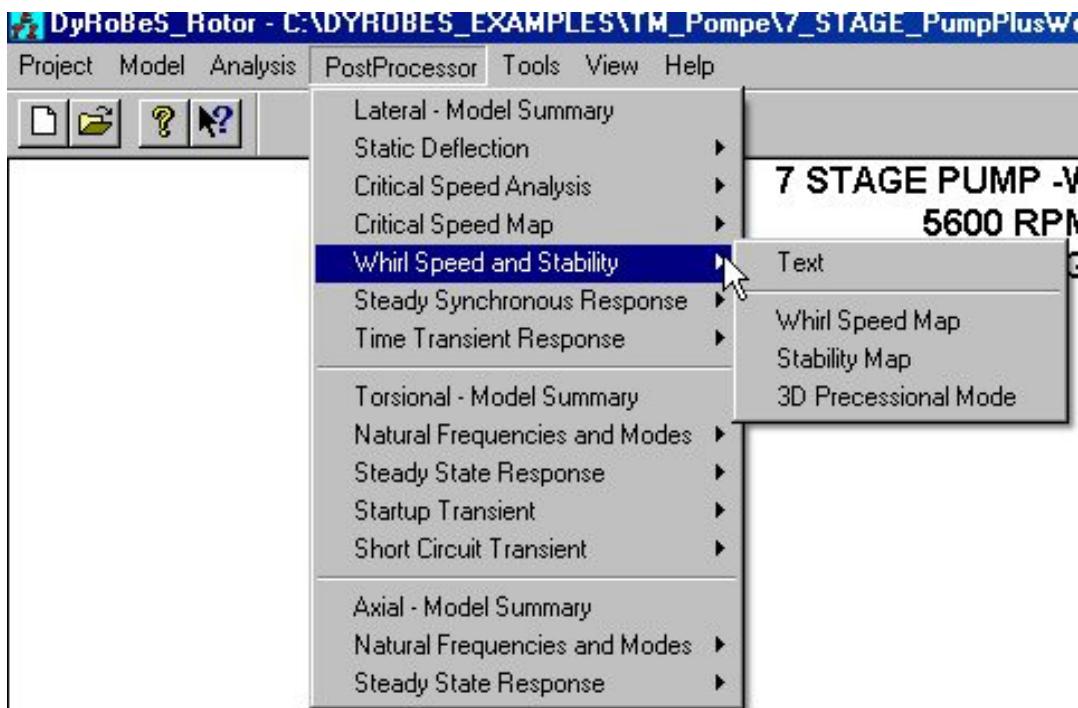 DyRoBeS_Rotor - C:\DYROBES_EXAMPLES\TM_Pompe\7_STAGE_PumpPlusWe
Project Model Analysis PostProcessor Tools View Help
Lateral - Model Summary
Static Deflection
Critical Speed Analysis
Critical Speed Map
Whirl Speed and Stability
Steady Synchronous Response
Time Transient Response
Torsional - Model Summary
Natural Frequencies and Modes
Steady State Response
Startup Transient
Short Circuit Transient
Axial - Model Summary
Natural Frequencies and Modes
Steady State Response
7 STAGE PUMP -
5600 RPM
Text
Whirl Speed Map
Stability Map
3D Precessional Mode